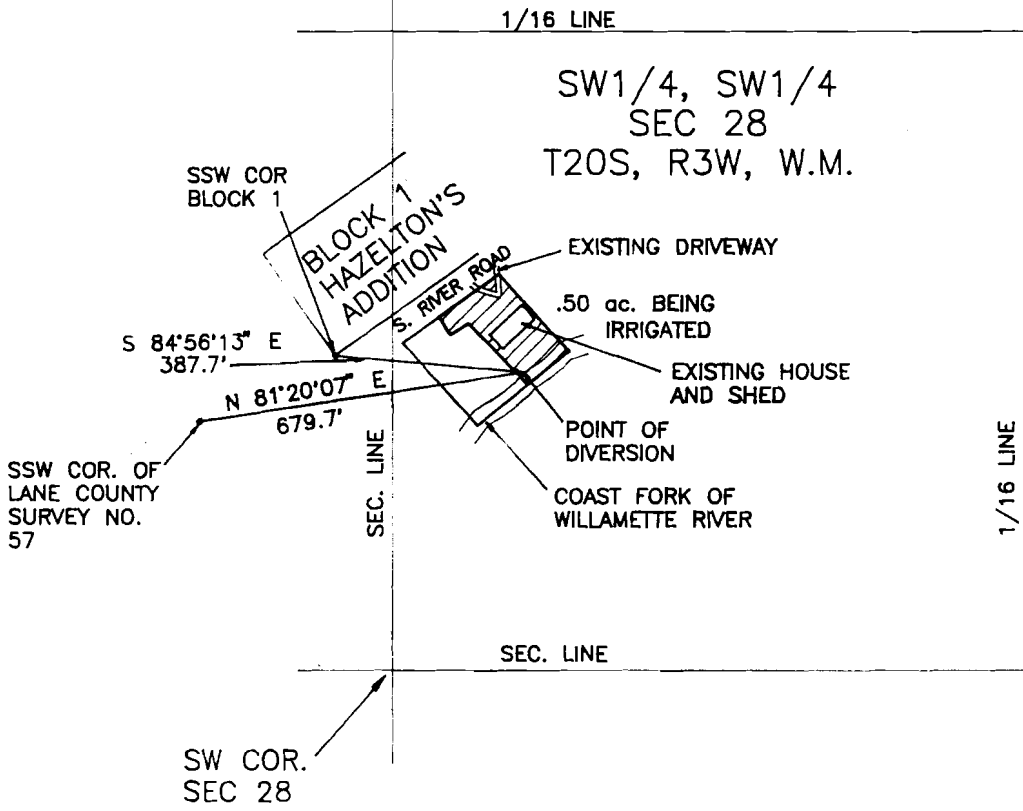 1/16 LINE
SW1/4, SW1/4
SEC 28
T20S, R3W, W.M.
SSW COR
BLOCK 1
BLOCK 1
HAZELTON'S
ADDITION
S. RIVER ROAD
EXISTING DRIVEWAY
.50 ac. BEING
IRRIGATED
S 84°56'13" E
387.7'
EXISTING HOUSE
AND SHED
N 81°20'07" E
679.7'
POINT OF
DIVERSION
SSW COR. OF
LANE COUNTY
SURVEY NO.
57
SEC. LINE
COAST FORK OF
WILLAMETTE RIVER
1/16 LINE
SEC. LINE
SW COR.
SEC 28